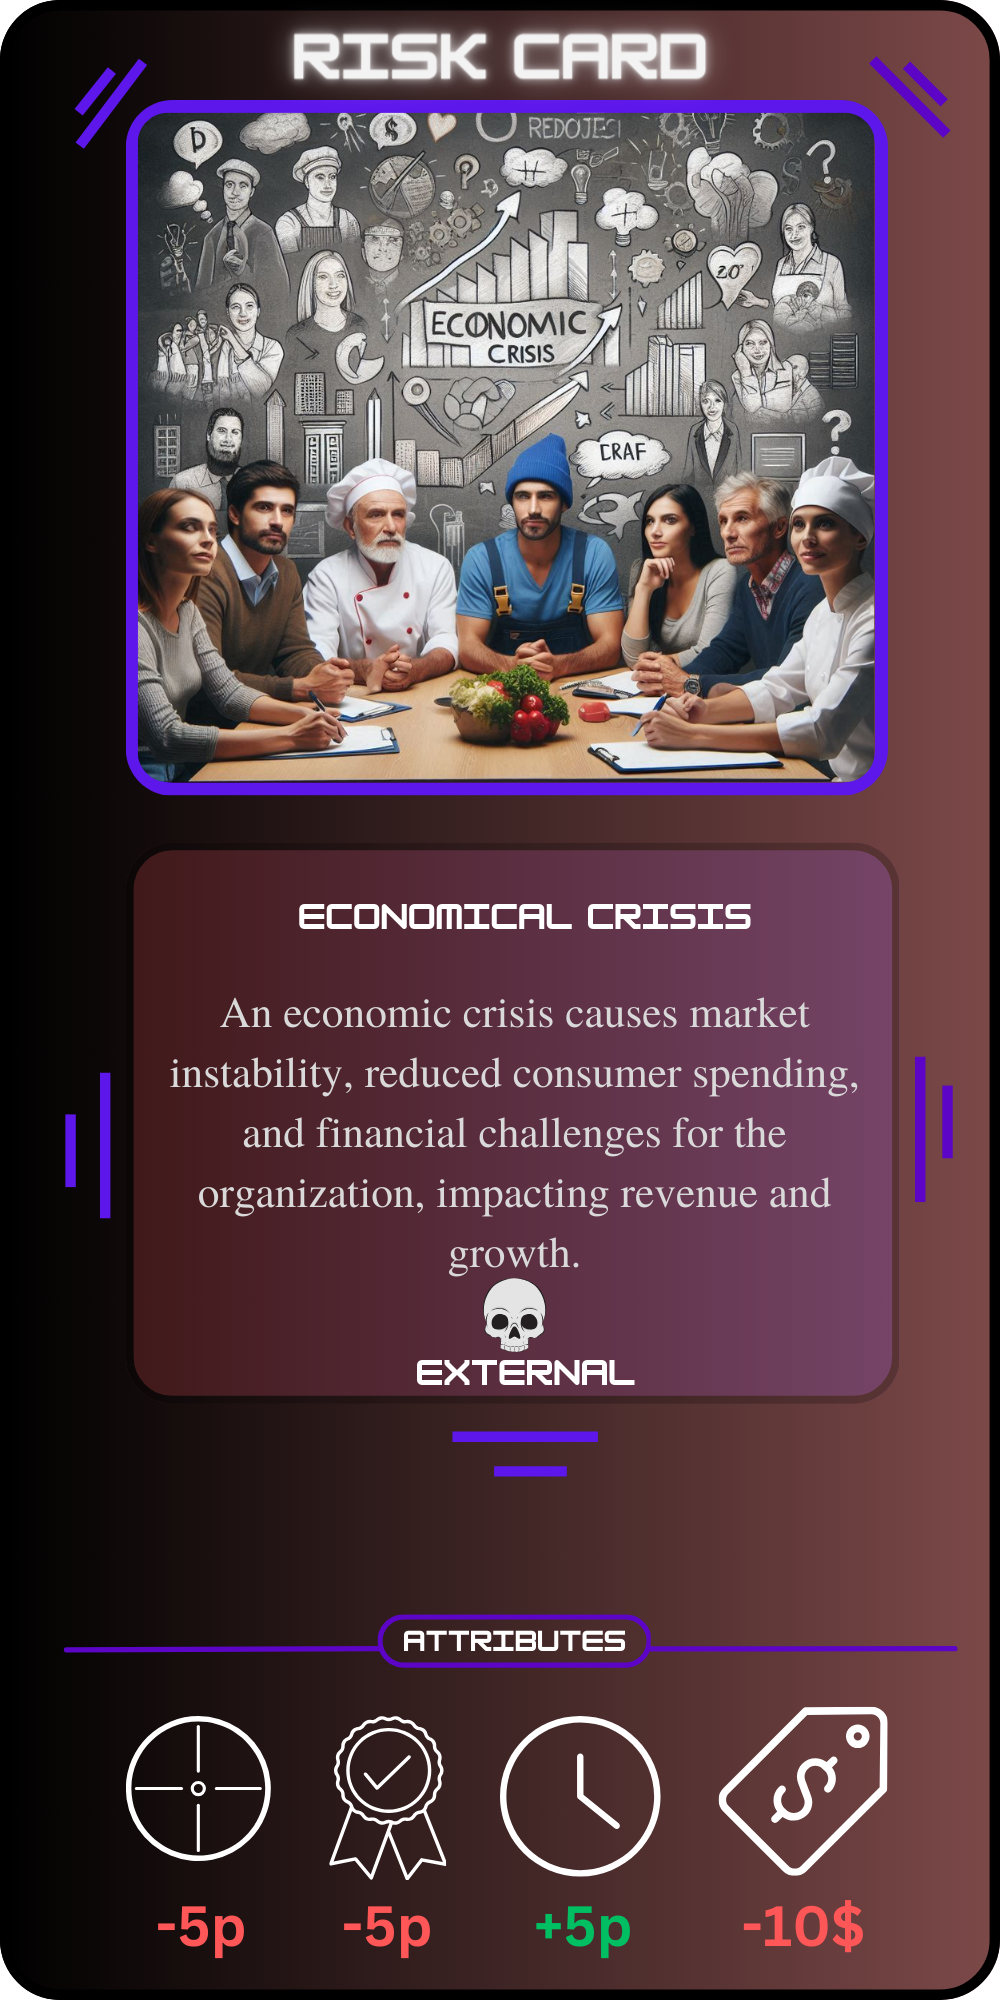 RISK CARD
D
$
REDOJECI
20
ECONOMIC
CRISIS
CRAF
?
?
ECONOMICAL CRISIS
An economic crisis causes market
instability, reduced consumer spending,
and financial challenges for the
organization, impacting revenue and
growth.
EXTERNAL
ATTRIBUTES
$
-5p
-5p
+5p
-10$